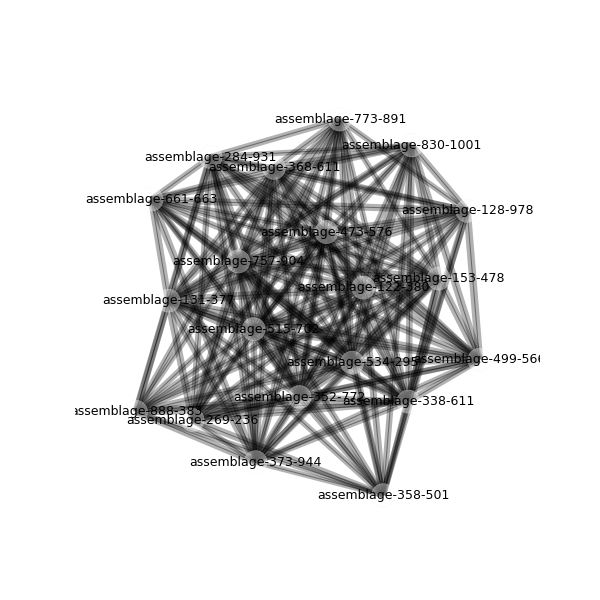 assemblage-773-891
assemblage-830-1001
assemblage-284-931
assemblage-368-611
assemblage-661-663
assemblage-128-978
assemblage-473-576
assemblage-757-904
assemblage-153-478
assemblage-122-380
assemblage-131-377
assemblage-515-702
assemblage-534-295
assemblage-499-566
assemblage-352-772
assemblage-338-611
assemblage-888-383
assemblage-269-236
assemblage-373-944
assemblage-358-501